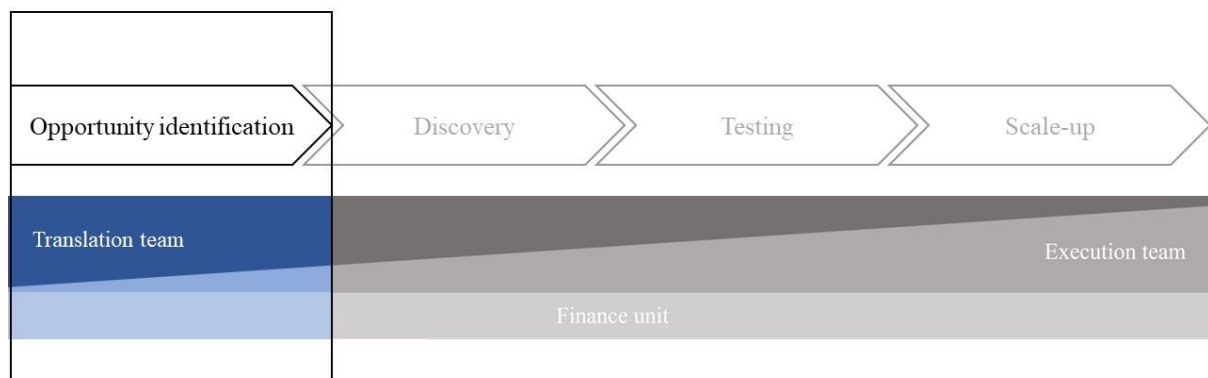 Opportunity identification
Discovery
Testing
Scale-up
Translation team
Execution team
Finance unit